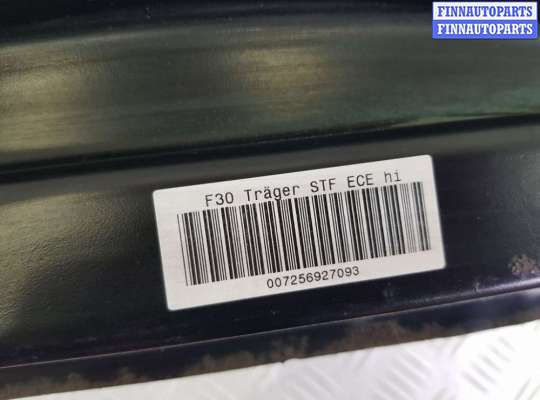 FINNAUTOPARTS
FINNAUTOPARTS
F30 Träger STF ECE hi
007256927093